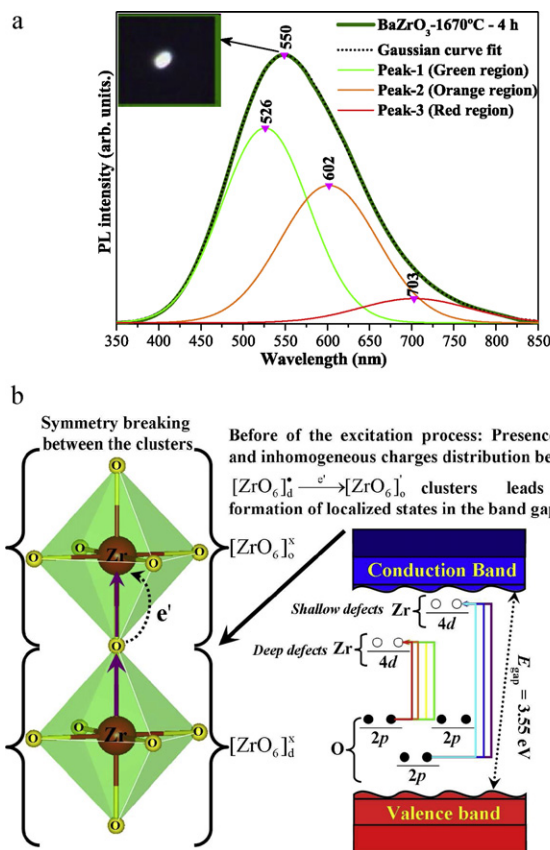 a
550
526
602
703
BaZrO₃-1670ºC - 4 h
Gaussian curve fit
Peak-1 (Green region)
Peak-2 (Orange region)
Peak-3 (Red region)
PL intensity (arb. units.)
350 400 450 500 550 600 650 700 750 800 850
Wavelength (nm)
b
Symmetry breaking
between the clusters
Before of the excitation process: Presence
and inhomogeneous charges distribution be
[ZrO₆]•d —e'→ [ZrO₆]'o clusters leads
formation of localized states in the band gap
O
O O
Zr
O O
[ZrO₆]ˣo
e'
O
O O
Zr
O O
[ZrO₆]ˣd
O
Conduction Band
Shallow defects Zr
4d
Deep defects Zr
4d
E gap = 3.55 eV
O
2p 2p
2p
Valence band